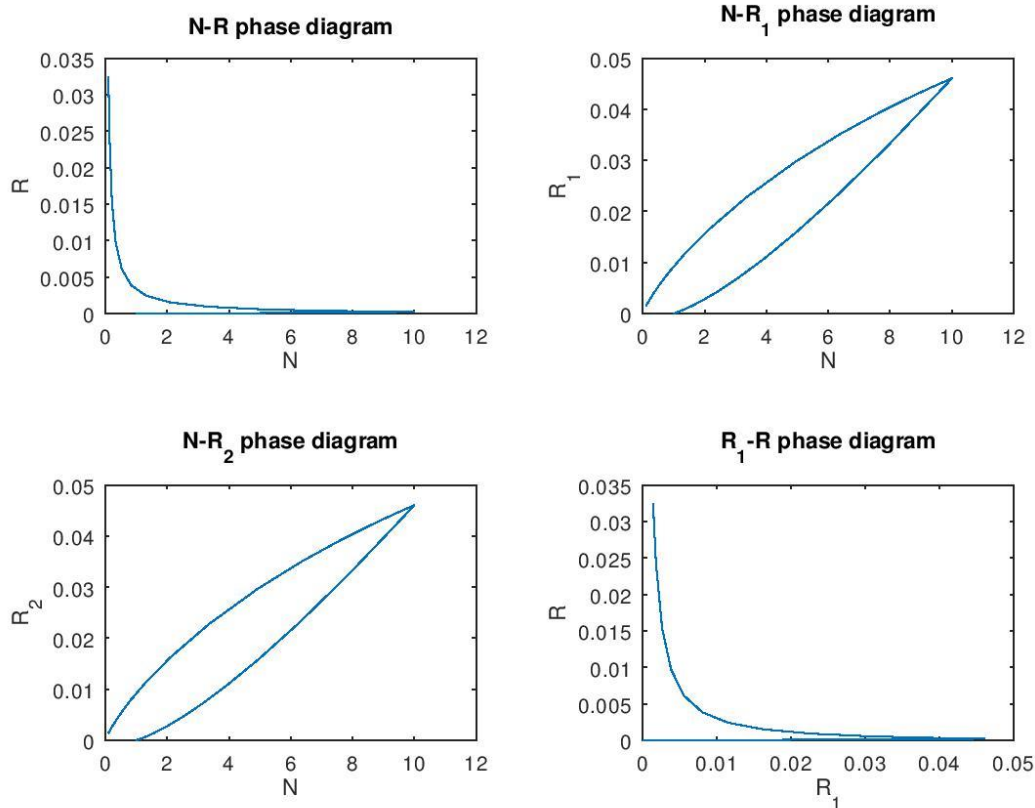 N-R phase diagram
0.035
0.03
0.025
0.02
0.015
0.01
0.005
0
R
0 2 4 6 8 10 12
N
N-R₁ phase diagram
0.05
0.04
0.03
0.02
0.01
0
R₁
0 2 4 6 8 10 12
N
N-R₂ phase diagram
0.05
0.04
0.03
0.02
0.01
0
R₂
0 2 4 6 8 10 12
N
R₁-R phase diagram
0.035
0.03
0.025
0.02
0.015
0.01
0.005
0
R
0 0.01 0.02 0.03 0.04 0.05
R₁